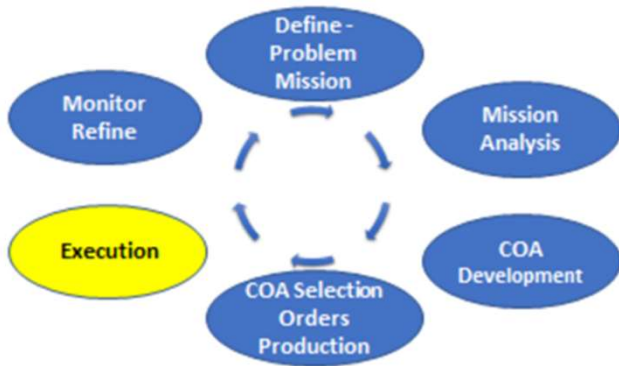 Define -
Problem
Mission
Mission
Analysis
COA
Development
COA Selection
Orders
Production
Execution
Monitor
Refine